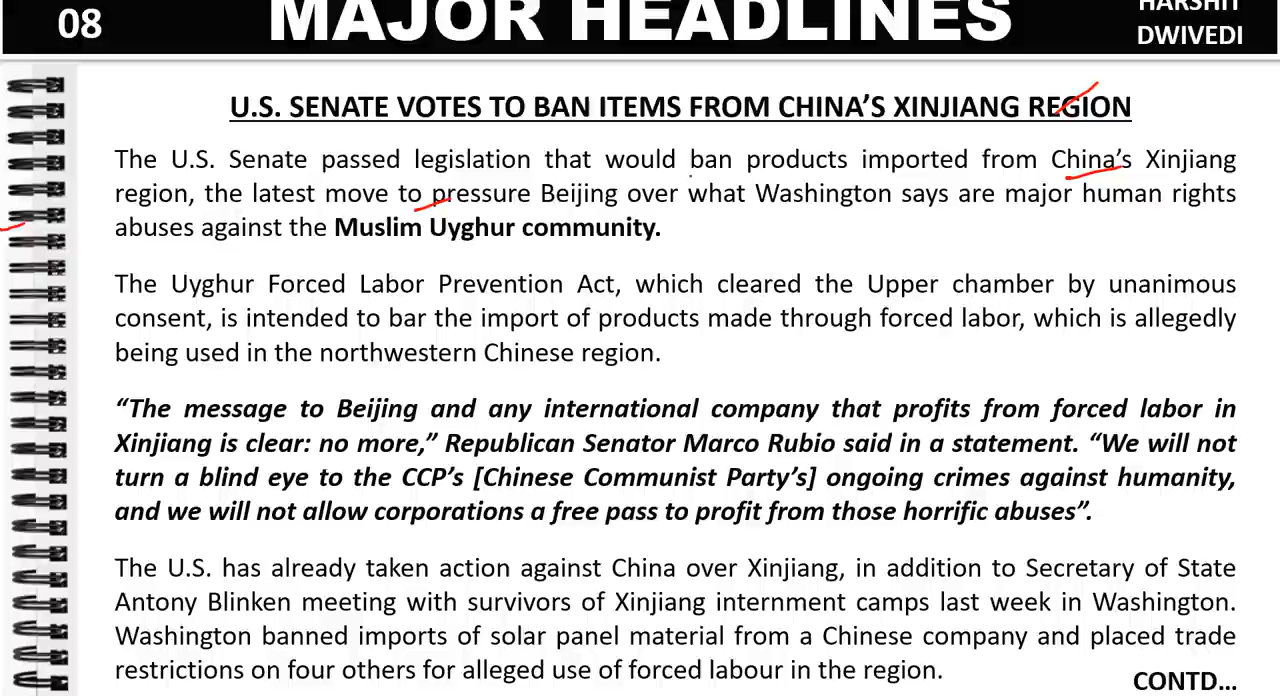 08
MAJOR HEADLINES
HARSHIT
DWIVEDI
U.S. SENATE VOTES TO BAN ITEMS FROM CHINA’S XINJIANG REGION
The U.S. Senate passed legislation that would ban products imported from China’s Xinjiang
region, the latest move to pressure Beijing over what Washington says are major human rights
abuses against the Muslim Uyghur community.
The Uyghur Forced Labor Prevention Act, which cleared the Upper chamber by unanimous
consent, is intended to bar the import of products made through forced labor, which is allegedly
being used in the northwestern Chinese region.
“The message to Beijing and any international company that profits from forced labor in
Xinjiang is clear: no more,” Republican Senator Marco Rubio said in a statement. “We will not
turn a blind eye to the CCP’s [Chinese Communist Party’s] ongoing crimes against humanity,
and we will not allow corporations a free pass to profit from those horrific abuses”.
The U.S. has already taken action against China over Xinjiang, in addition to Secretary of State
Antony Blinken meeting with survivors of Xinjiang internment camps last week in Washington.
Washington banned imports of solar panel material from a Chinese company and placed trade
restrictions on four others for alleged use of forced labour in the region.
CONTD...